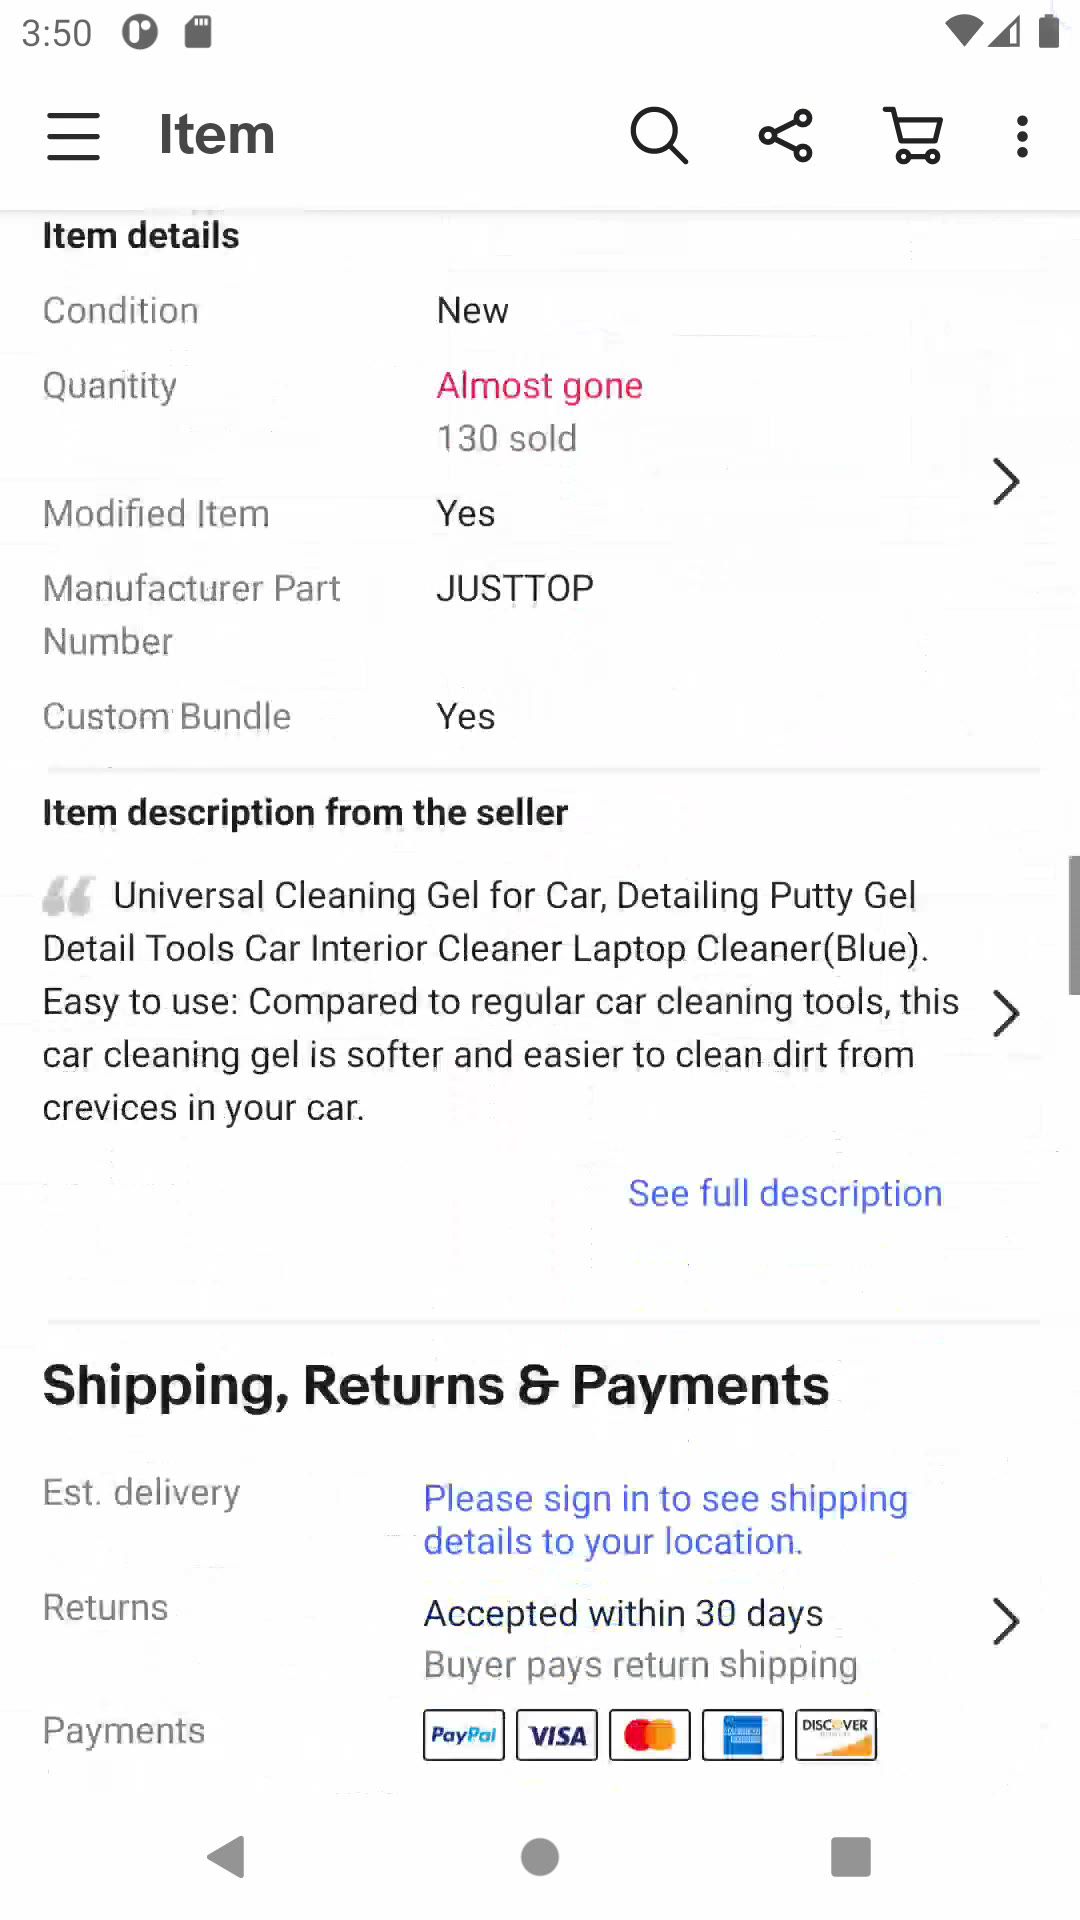 3:50
Item
Item details
Condition New
Quantity Almost gone
130 sold
Modified Item Yes
Manufacturer Part Number JUSTTOP
Custom Bundle Yes
Item description from the seller
Universal Cleaning Gel for Car, Detailing Putty Gel
Detail Tools Car Interior Cleaner Laptop Cleaner(Blue).
Easy to use: Compared to regular car cleaning tools, this
car cleaning gel is softer and easier to clean dirt from
crevices in your car.
See full description
Shipping, Returns & Payments
Est. delivery Please sign in to see shipping
details to your location.
Returns Accepted within 30 days
Buyer pays return shipping
Payments PayPal VISA DISCOVER